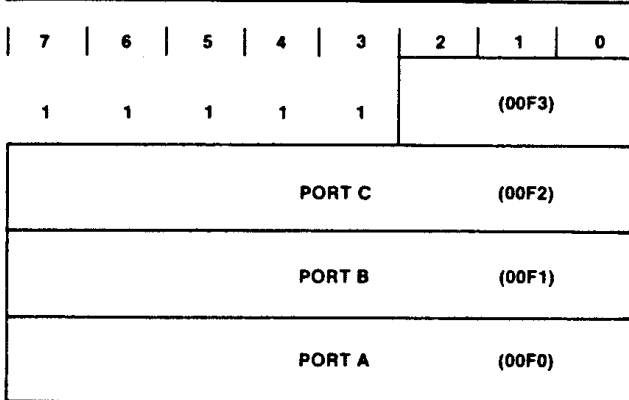 7 6 5 4 3 2 1 0
1 1 1 1 1 (00F3)
PORT C (00F2)
PORT B (00F1)
PORT A (00F0)